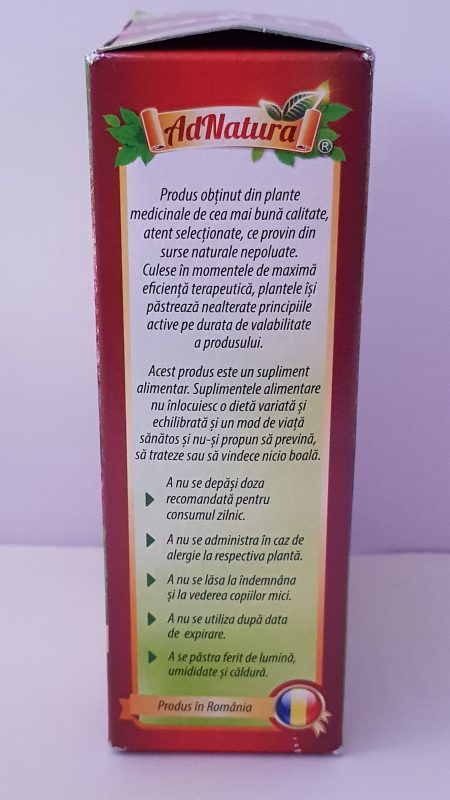 AdNatura®
Produs obținut din plante
medicinale de cea mai bună calitate,
atent selecționate, ce provin din
surse naturale nepoluate.
Culese în momentele de maximă
eficiență terapeutică, plantele își
păstrează nealterate principiile
active pe durata de valabilitate
a produsului.
Acest produs este un supliment
alimentar. Suplimentele alimentare
nu înlocuiesc o dietă variată și
echilibrată și un mod de viață
sănătos și nu-și propun să prevină,
să trateze sau să vindece nicio boală.
A nu se depăși doza
recomandată pentru
consumul zilnic.
A nu se administra în caz de
alergie la respectiva plantă.
A nu se lăsa la îndemâna
și la vederea copiilor mici.
A nu se utiliza după data
de expirare.
A se păstra ferit de lumină,
umididate și căldură.
Produs în România